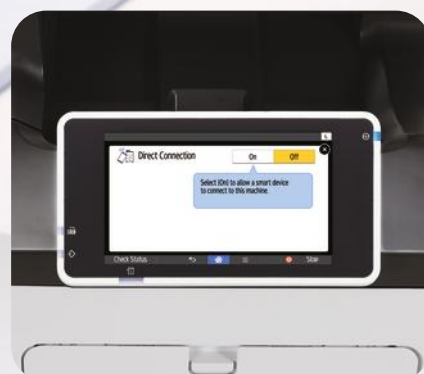 Direct Connection
On
Off
Select [On] to allow a smart device
to connect to this machine.
Check Status
Stop